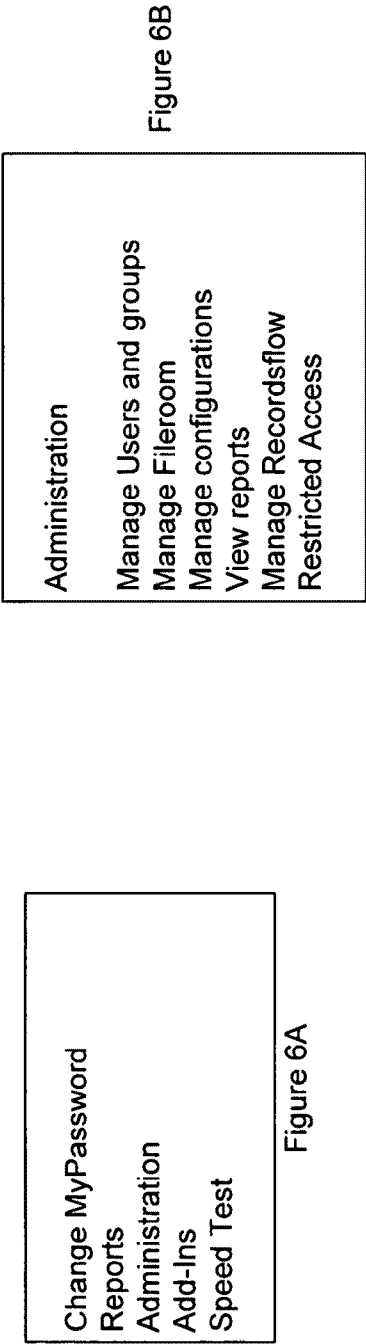 Change MyPassword
Reports
Administration
Add-Ins
Speed Test
Figure 6A
Administration
Manage Users and groups
Manage Fileroom
Manage configurations
View reports
Manage Recordsflow
Restricted Access
Figure 6B